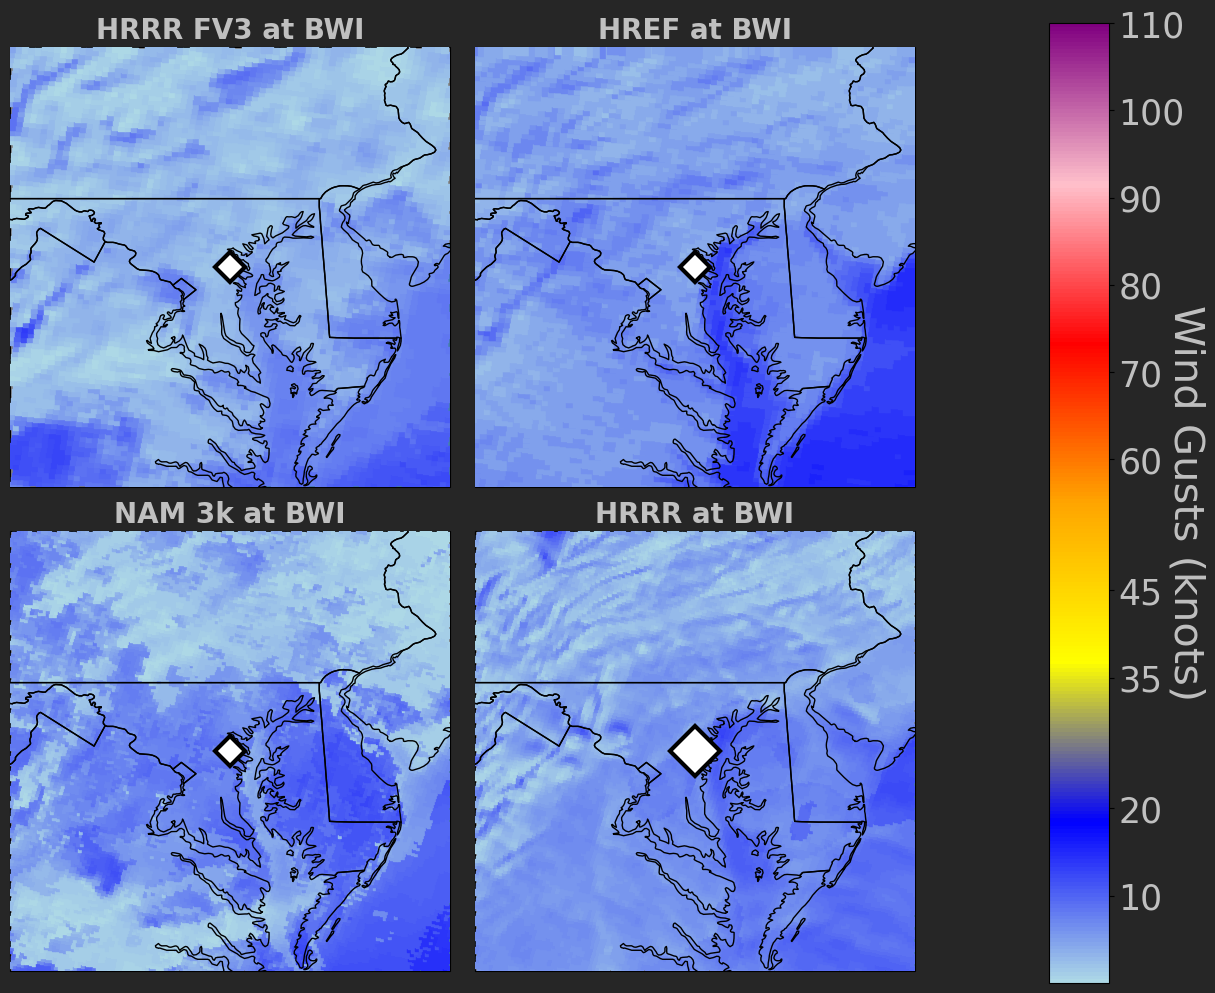 HRRR FV3 at BWI
HREF at BWI
NAM 3k at BWI
HRRR at BWI
110
100
90
80
70
60
45
35
20
10
Wind Gusts (knots)